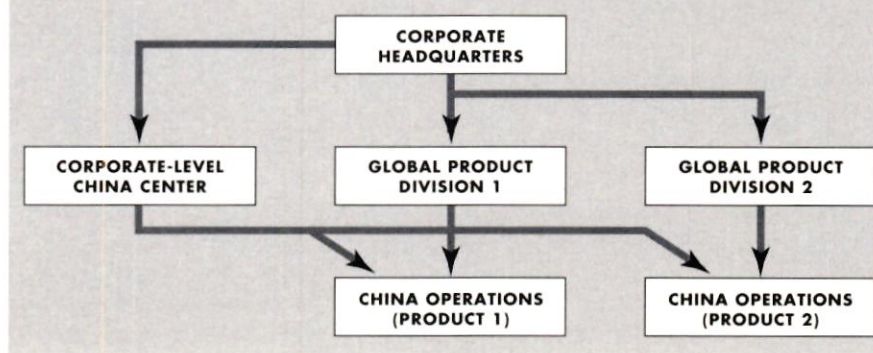 CORPORATE
HEADQUARTERS
CORPORATE-LEVEL
CHINA CENTER
GLOBAL PRODUCT
DIVISION 1
GLOBAL PRODUCT
DIVISION 2
CHINA OPERATIONS
(PRODUCT 1)
CHINA OPERATIONS
(PRODUCT 2)